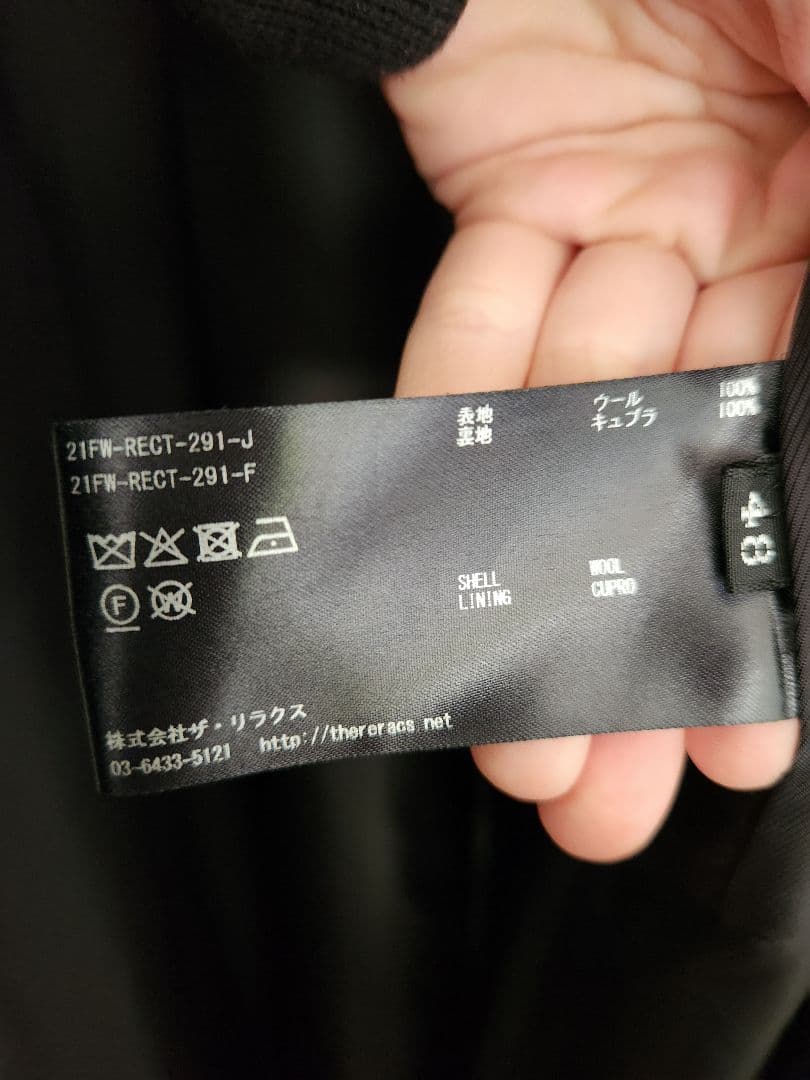 21FW-RECT-291-J
21FW-RECT-291-F
表地 ウール 100%
裏地 キュプラ 100%
SHELL WOOL
LINING CUPRO
F
W
株式会社ザ・リラクス
03-6433-5121 http://thereracs.net
48